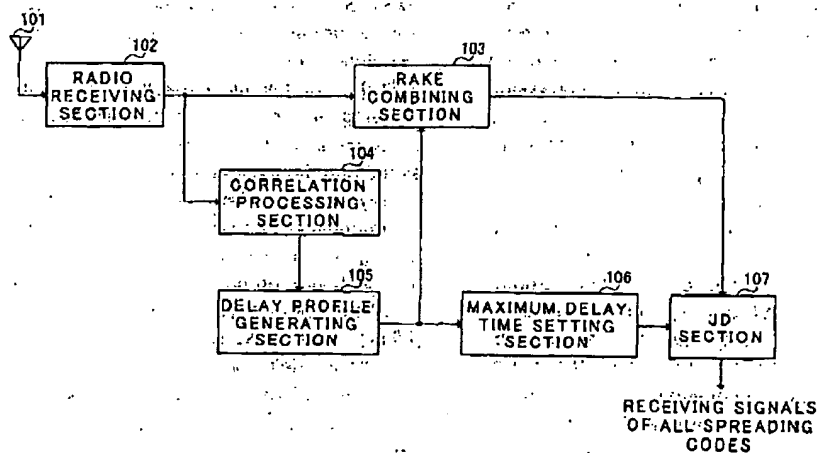 101
102
RADIO
RECEIVING
SECTION
103
RAKE
COMBINING
SECTION
104
CORRELATION
PROCESSING
SECTION
105
DELAY PROFILE
GENERATING
SECTION
106
MAXIMUM DELAY
TIME SETTING
SECTION
107
JD
SECTION
RECEIVING SIGNALS
OF ALL SPREADING
CODES